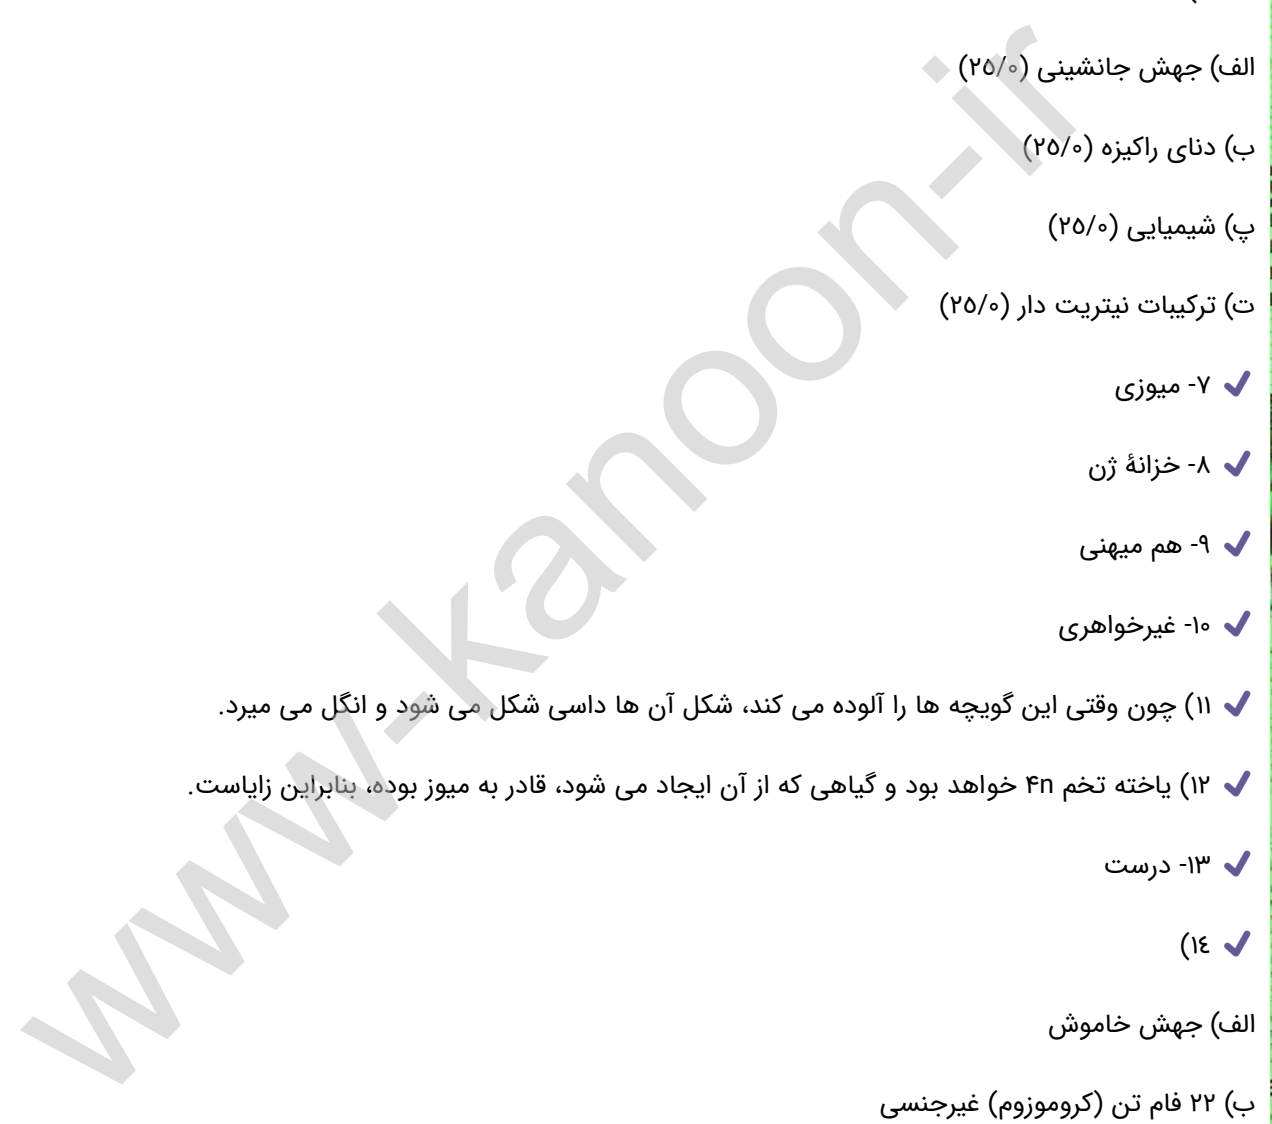 الف) جهش جانشینی (۲۵/۰)
ب) دنای راکیزه (۲۵/۰)
پ) شیمیایی (۲۵/۰)
ت) ترکیبات نیتریت دار (۲۵/۰)
✔ ۷- میوزی
✔ ۸- خزانهٔ ژن
✔ ۹- هم میهنی
✔ ۱۰- غیرخواهری
✔ ۱۱) چون وقتی این گویچه ها را آلوده می کند، شکل آن ها داسی شکل می شود و انگل می میرد.
✔ ۱۲) یاخته تخم ۴n خواهد بود و گیاهی که از آن ایجاد می شود، قادر به میوز بوده، بنابراین زایاست.
✔ ۱۳- درست
✔ ١٤)
الف) جهش خاموش
ب) ۲۲ فام تن (کروموزوم) غیرجنسی
www-kanoon-ir